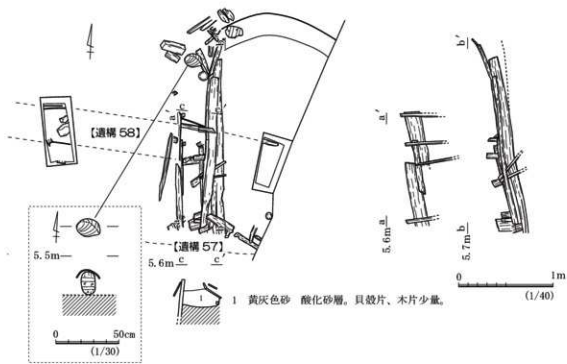 b'
c
a c'
【遺構 58】
a'
【遺構 57】
5.5m
5.6m c c'
a
5.6m
b
5.7m
1
1 黄灰色砂 酸化砂層。貝殻片、木片少量。
0 1m
(1/40)
0 50cm
(1/30)